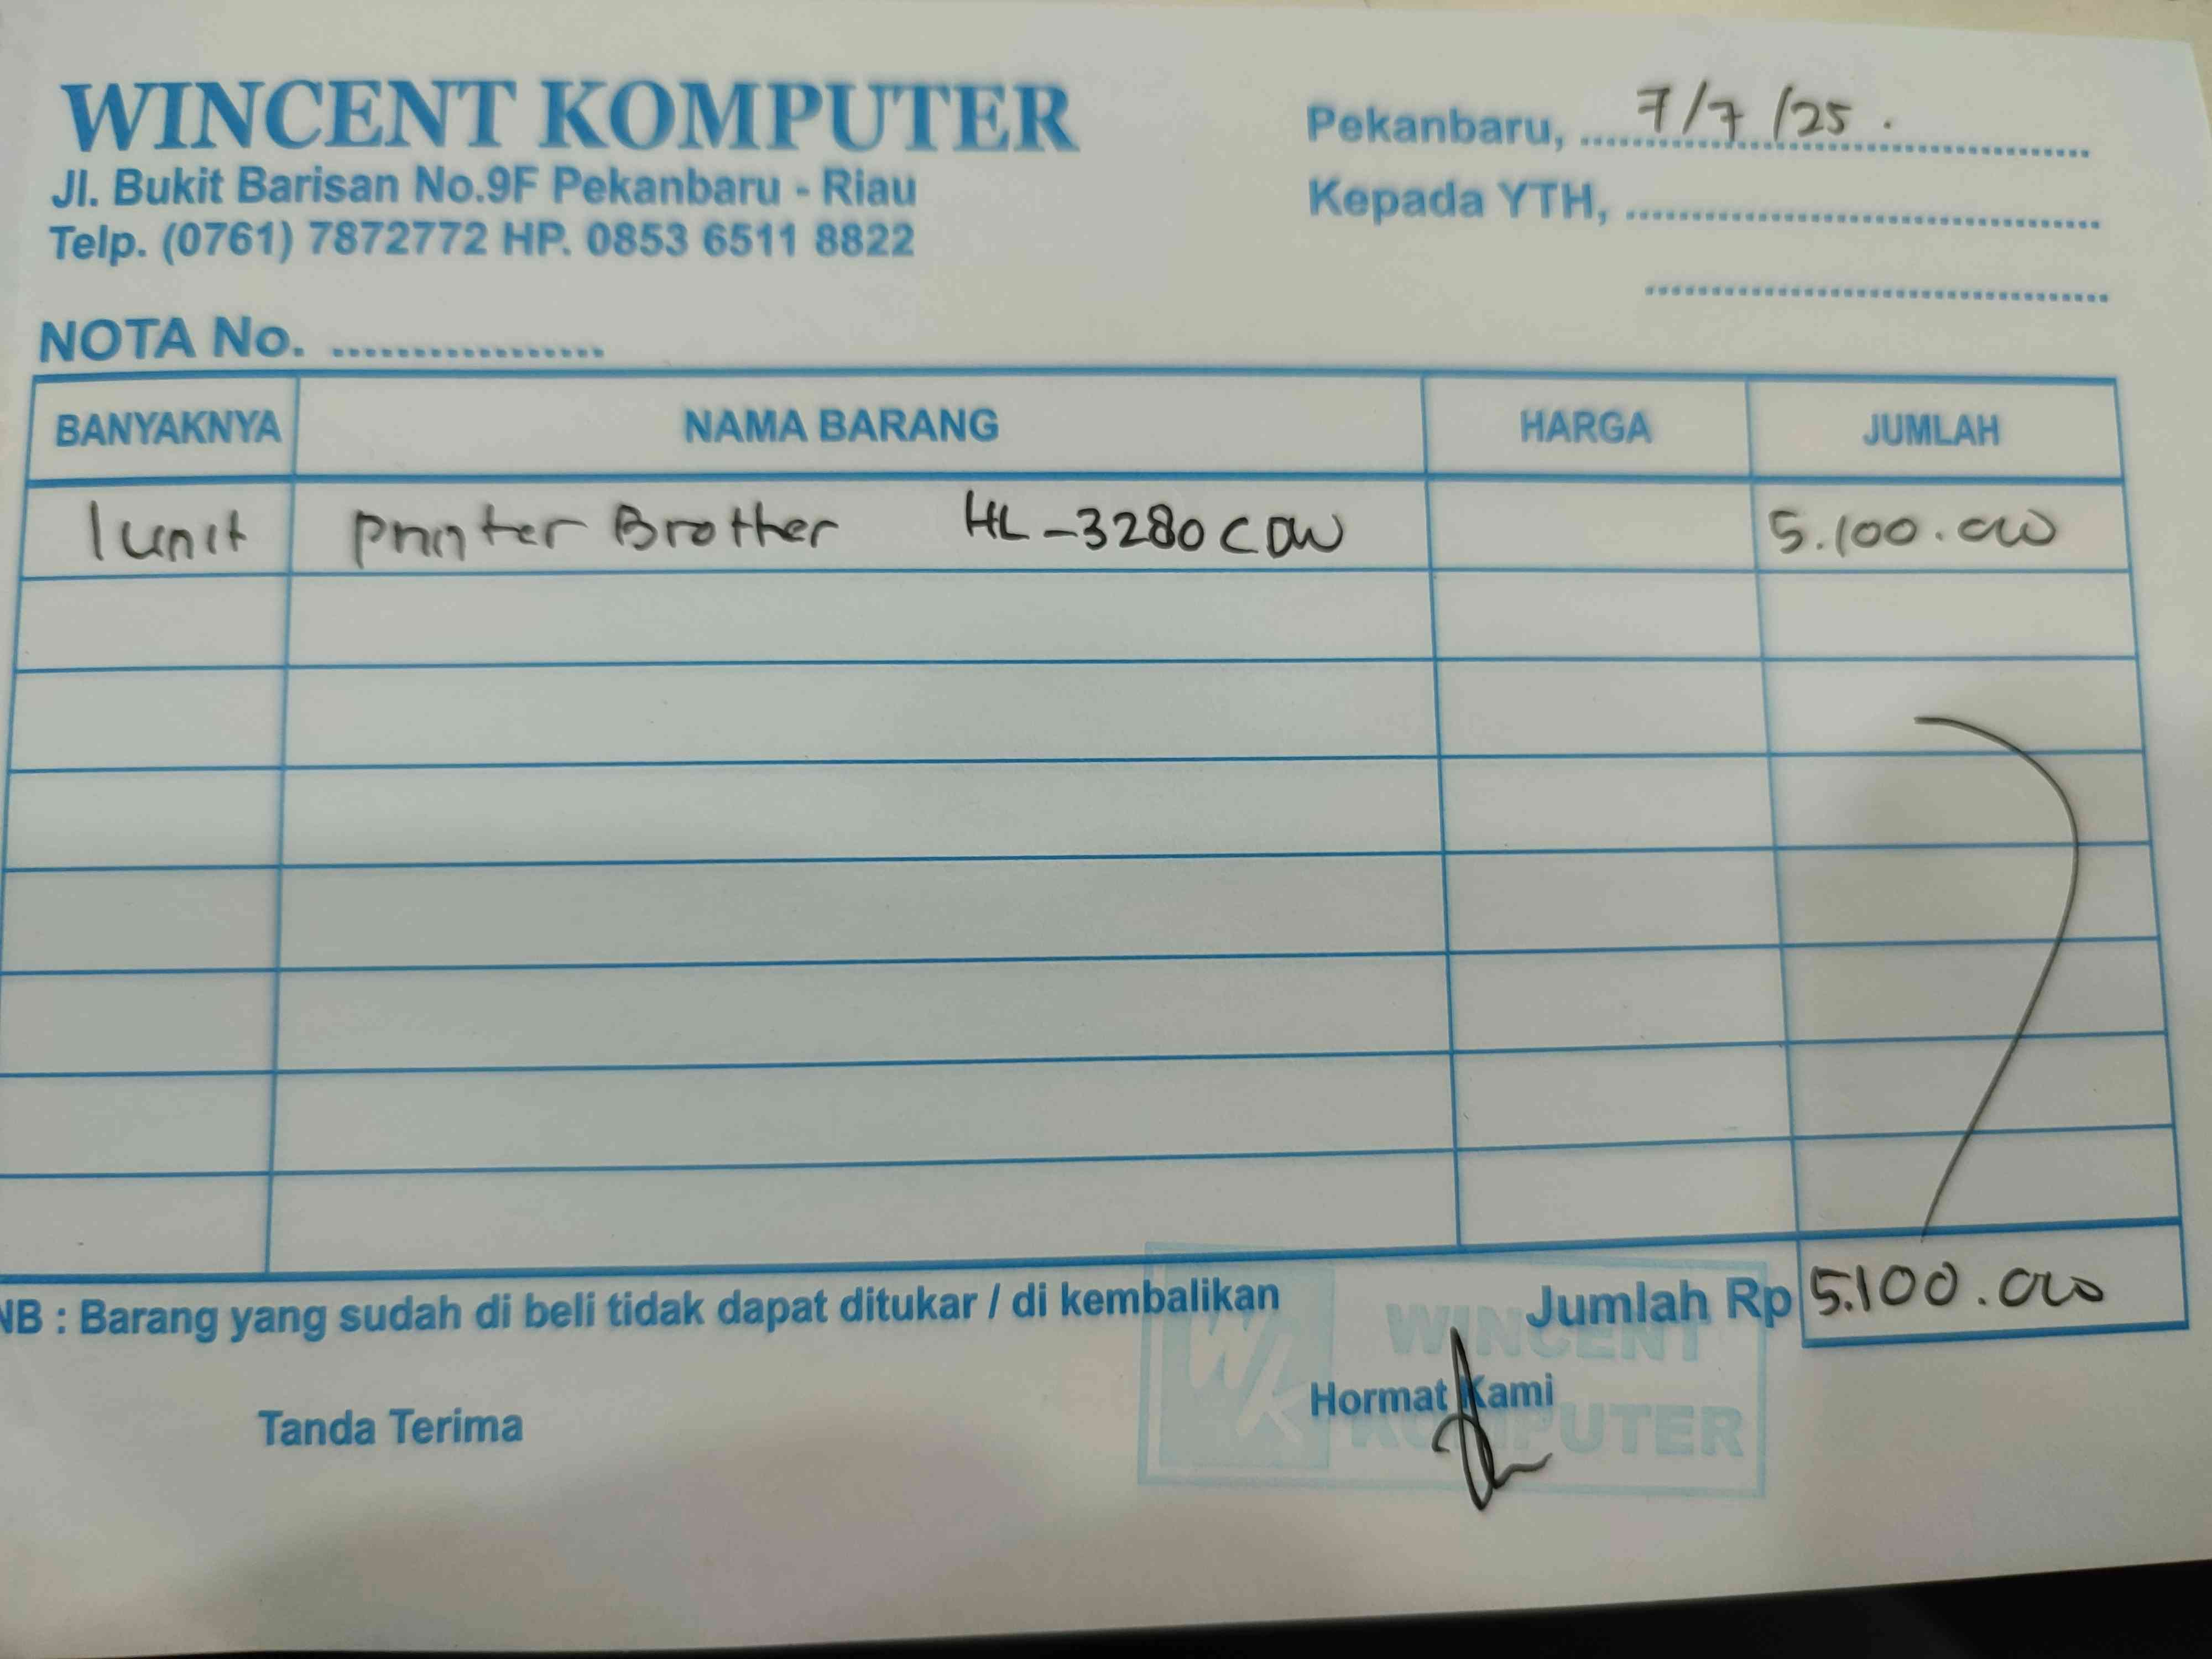 WINCENT KOMPUTER
Jl. Bukit Barisan No.9F Pekanbaru - Riau
Telp. (0761) 7872772 HP. 0853 6511 8822
Pekanbaru, 7/7/25.
Kepada YTH,
NOTA No.
BANYAKNYA NAMA BARANG HARGA JUMLAH
1 unit Printer Brother HL-3280CDW 5.100.000
NB : Barang yang sudah di beli tidak dapat ditukar / di kembalikan
Jumlah Rp 5.100.000
Tanda Terima
Hormat Kami
WK WINCENT
KOMPUTER